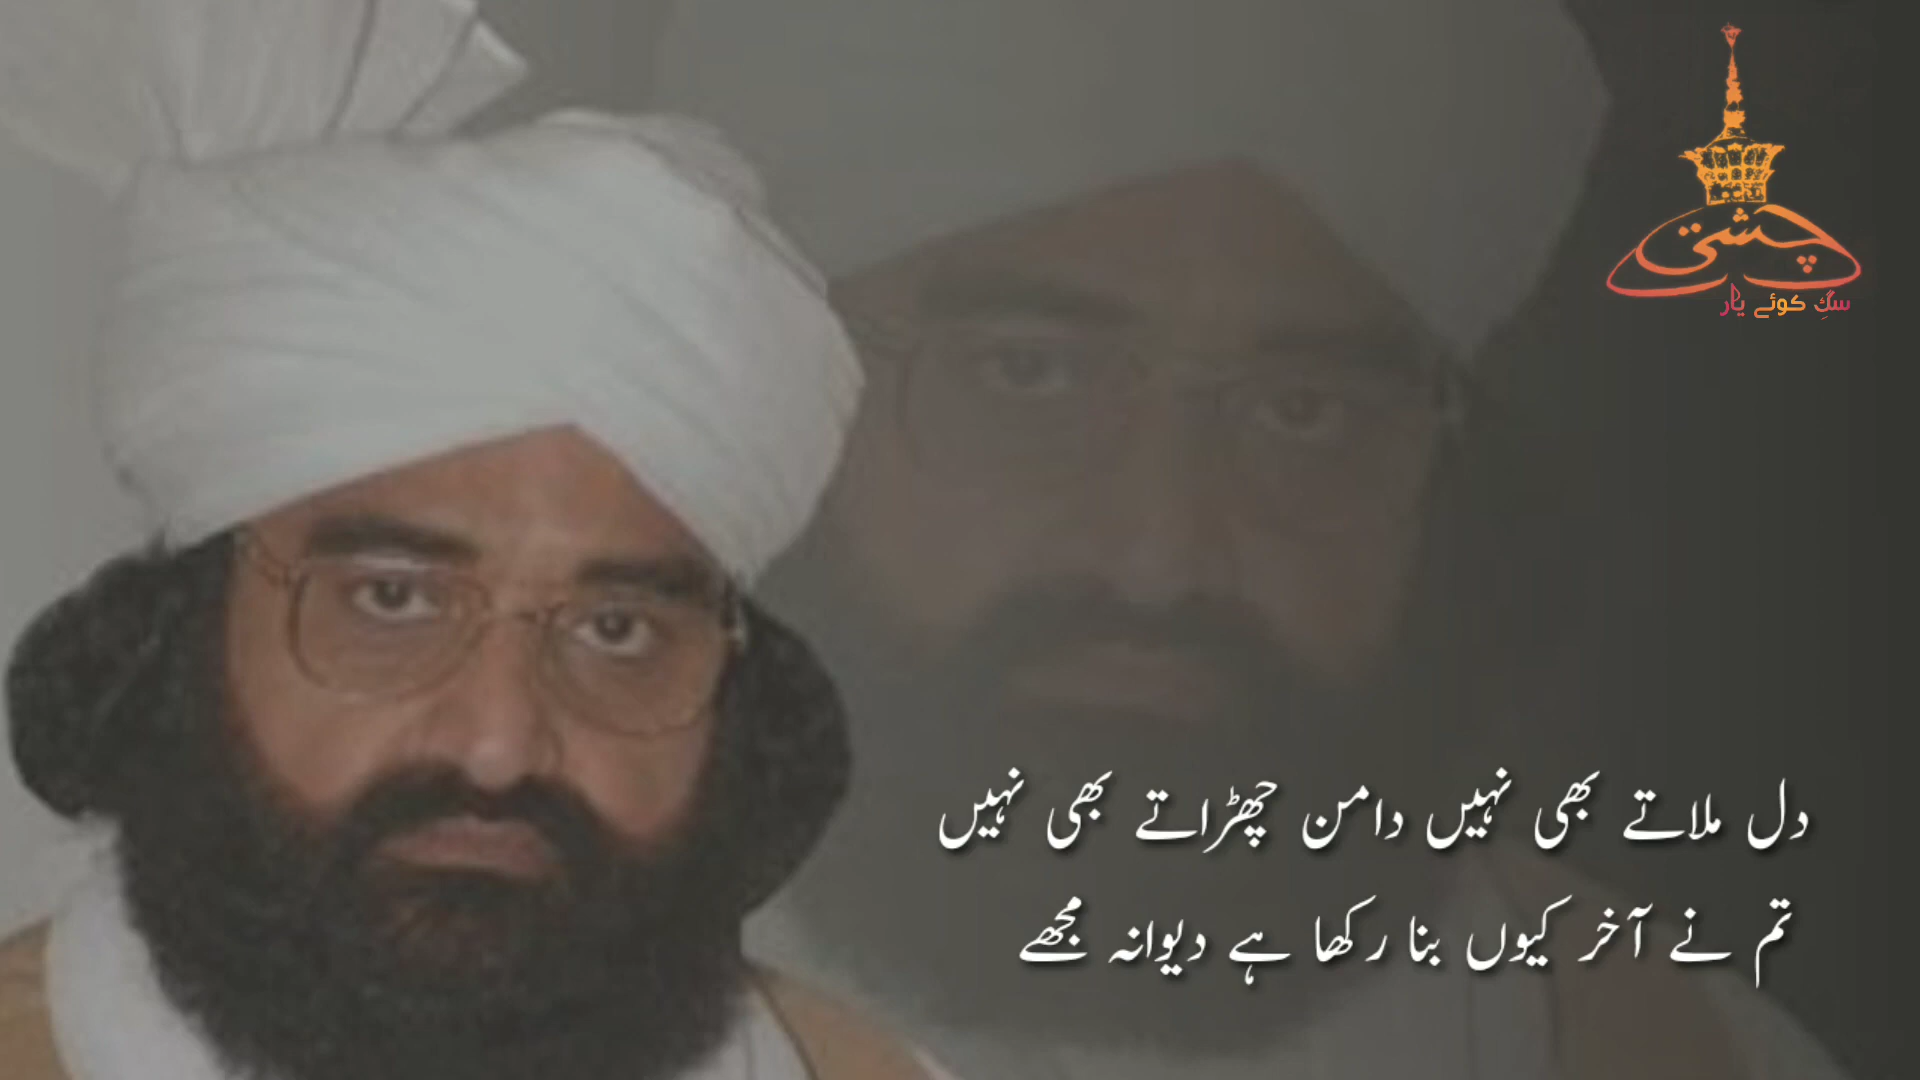 چشتی
سگِ کوئے یار
دل ملاتے بھی نہیں دامن چھڑاتے بھی نہیں
تم نے آخر کیوں بنا رکھا ہے دیوانہ مجھے